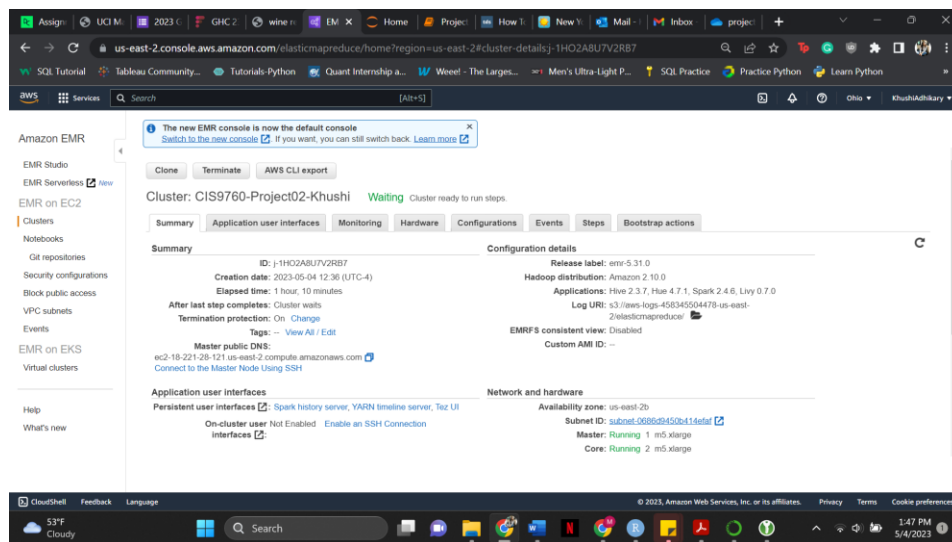 Assign
UCI M
2023 G
GHC 2
wine re
EM
Home
Project
How T
New Y
Mail -
Inbox -
project
us-east-2.console.aws.amazon.com/elasticmapreduce/home?region=us-east-2#cluster-details:j-1HO2A8U7V2RB7
SQL Tutorial
Tableau Community...
Tutorials-Python
Quant Internship a...
Weee! - The Larges...
Men's Ultra-Light P...
SQL Practice
Practice Python
Learn Python
»
aws
Services
Search
[Alt+S]
Ohio
KhushiAdhikary
Amazon EMR
EMR Studio
EMR Serverless New
EMR on EC2
Clusters
Notebooks
Git repositories
Security configurations
Block public access
VPC subnets
Events
EMR on EKS
Virtual clusters
Help
What's new
The new EMR console is now the default console
Switch to the new console. If you want, you can still switch back. Learn more
Clone Terminate AWS CLI export
Cluster: CIS9760-Project02-Khushi Waiting Cluster ready to run steps.
Summary Application user interfaces Monitoring Hardware Configurations Events Steps Bootstrap actions
Summary
ID: j-1HO2A8U7V2RB7
Creation date: 2023-05-04 12:36 (UTC-4)
Elapsed time: 1 hour, 10 minutes
After last step completes: Cluster waits
Termination protection: On Change
Tags: -- View All / Edit
Master public DNS:
ec2-18-221-28-121.us-east-2.compute.amazonaws.com
Connect to the Master Node Using SSH
Configuration details
Release label: emr-5.31.0
Hadoop distribution: Amazon 2.10.0
Applications: Hive 2.3.7, Hue 4.7.1, Spark 2.4.6, Livy 0.7.0
Log URI: s3://aws-logs-458345504478-us-east-
2/elasticmapreduce/
EMRFS consistent view: Disabled
Custom AMI ID: --
Application user interfaces
Persistent user interfaces : Spark history server, YARN timeline server, Tez UI
On-cluster user Not Enabled Enable an SSH Connection
interfaces :
Network and hardware
Availability zone: us-east-2b
Subnet ID: subnet-0686d9450b414efaf
Master: Running 1 m5.xlarge
Core: Running 2 m5.xlarge
CloudShell Feedback Language
© 2023, Amazon Web Services, Inc. or its affiliates. Privacy Terms Cookie preferences
53°F
Cloudy
Search
1:47 PM
5/4/2023